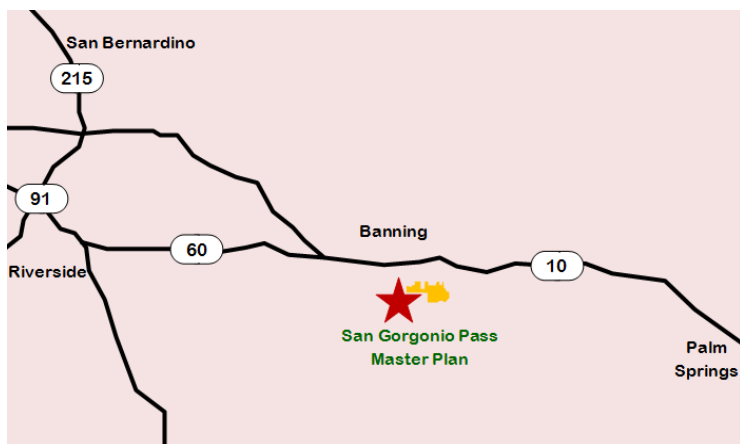 San Bernardino
215
91
Banning
60
10
Riverside
San Gorgonio Pass
Master Plan
Palm
Springs